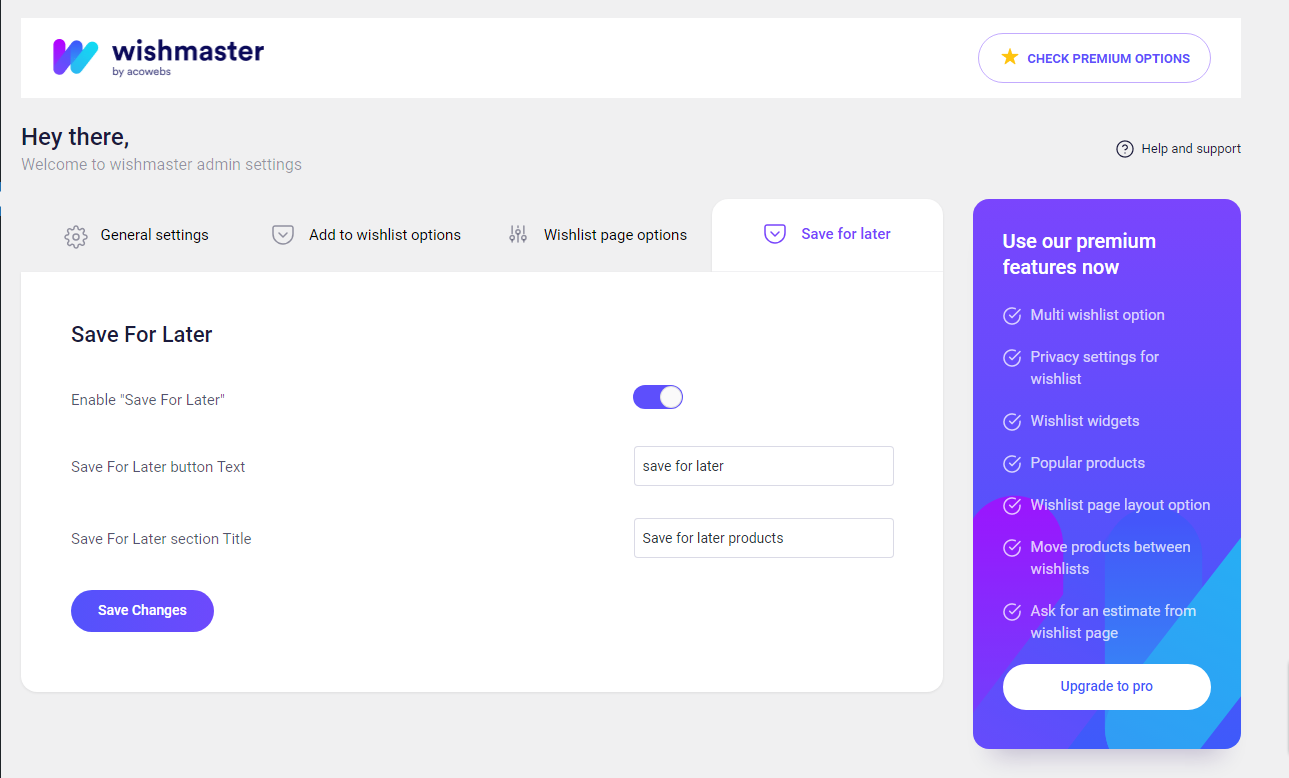 wishmaster
by acowebs
CHECK PREMIUM OPTIONS
Hey there,
Welcome to wishmaster admin settings
Help and support
General settings
Add to wishlist options
Wishlist page options
Save for later
Save For Later
Enable "Save For Later"
Save For Later button Text
save for later
Save For Later section Title
Save for later products
Save Changes
Use our premium
features now
Multi wishlist option
Privacy settings for
wishlist
Wishlist widgets
Popular products
Wishlist page layout option
Move products between
wishlists
Ask for an estimate from
wishlist page
Upgrade to pro